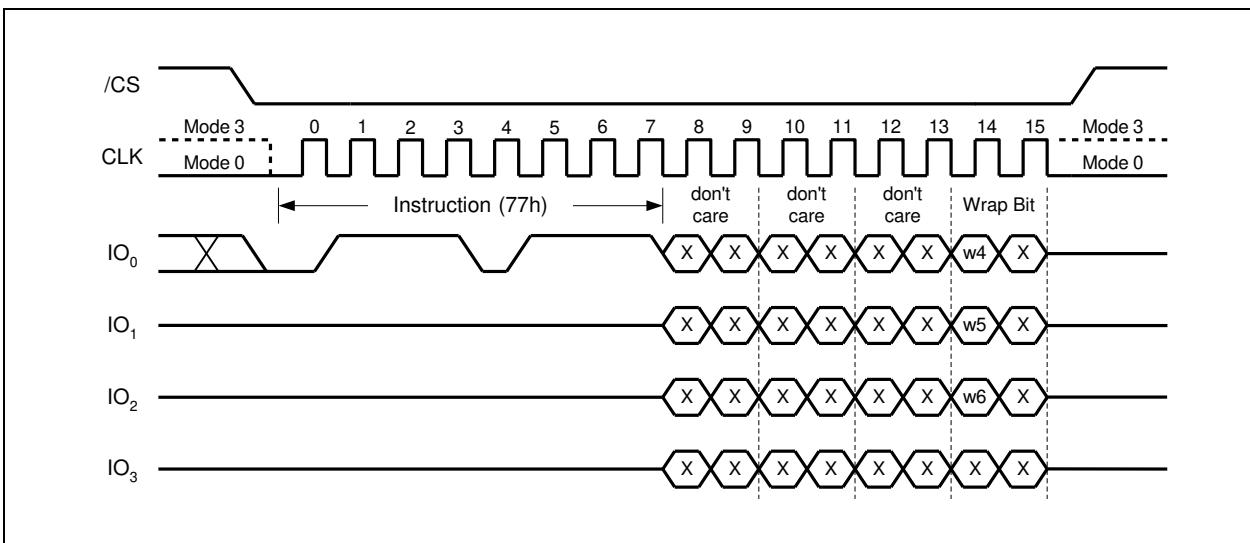 /CS
Mode 3 0 1 2 3 4 5 6 7 8 9 10 11 12 13 14 15 Mode 3
CLK
Mode 0 Mode 0
Instruction (77h) don't care don't care don't care Wrap Bit
IO0 X X X X X X w4 X
IO1 X X X X X X w5 X
IO2 X X X X X X w6 X
IO3 X X X X X X X X